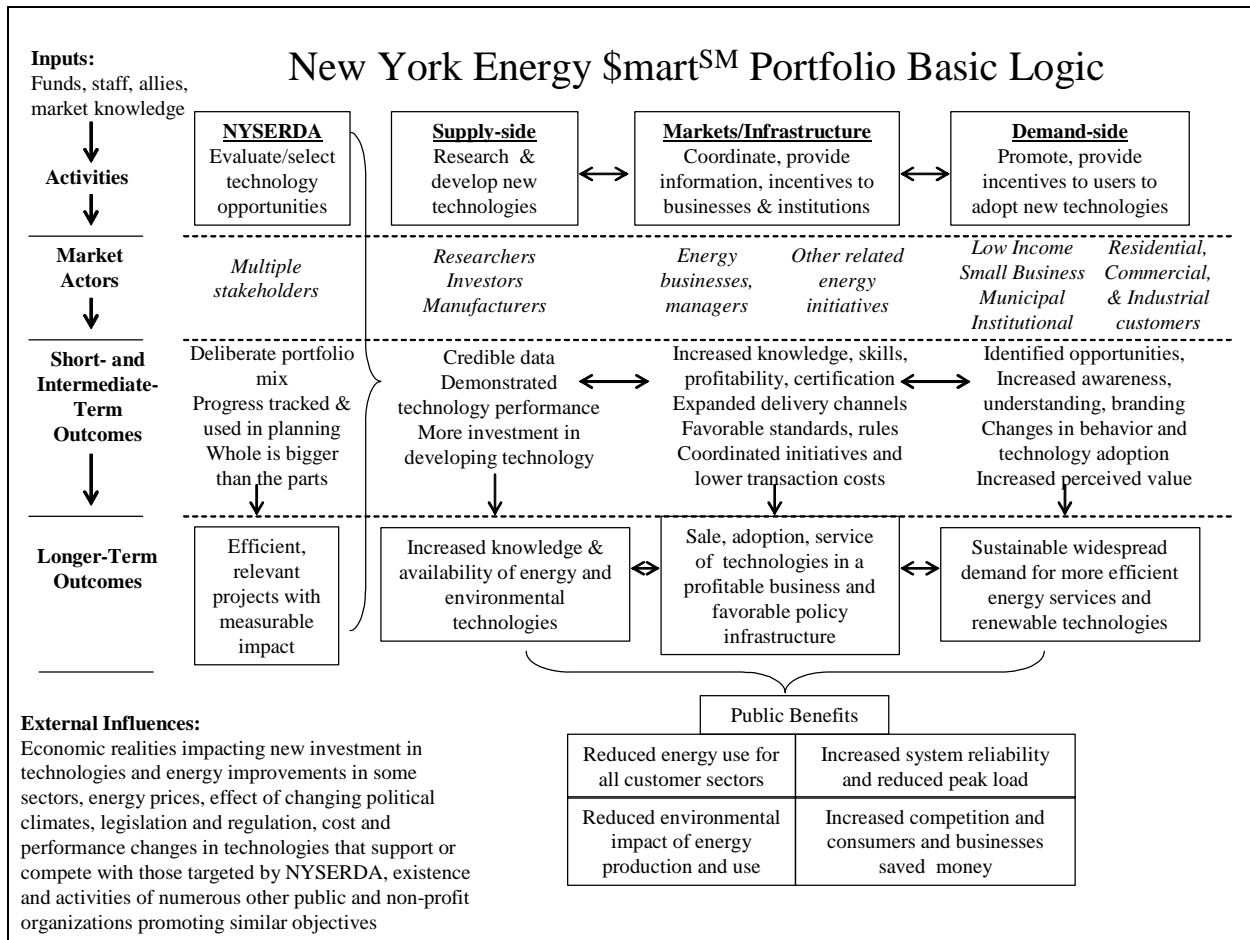 New York Energy $martSM Portfolio Basic Logic
Inputs:
Funds, staff, allies,
market knowledge
Activities
NYSERDA
Evaluate/select
technology
opportunities
Supply-side
Research & 
develop new
technologies
Markets/Infrastructure
Coordinate, provide
information, incentives to
businesses & institutions
Demand-side
Promote, provide
incentives to users to
adopt new technologies
Market
Actors
Multiple
stakeholders
Researchers
Investors
Manufacturers
Energy
businesses,
managers
Other related
energy
initiatives
Low Income
Small Business
Municipal
Institutional
Residential,
Commercial,
& Industrial
customers
Short- and
Intermediate-
Term
Outcomes
Deliberate portfolio
mix
Progress tracked &
used in planning
Whole is bigger
than the parts
Credible data
Demonstrated
technology performance
More investment in
developing technology
Increased knowledge, skills,
profitability, certification
Expanded delivery channels
Favorable standards, rules
Coordinated initiatives and
lower transaction costs
Identified opportunities,
Increased awareness,
understanding, branding
Changes in behavior and
technology adoption
Increased perceived value
Longer-Term
Outcomes
Efficient,
relevant
projects with
measurable
impact
Increased knowledge &
availability of energy and
environmental
technologies
Sale, adoption, service
of technologies in a
profitable business and
favorable policy
infrastructure
Sustainable widespread
demand for more efficient
energy services and
renewable technologies
Public Benefits
Reduced energy use for
all customer sectors
Increased system reliability
and reduced peak load
Reduced environmental
impact of energy
production and use
Increased competition and
consumers and businesses
saved money
External Influences:
Economic realities impacting new investment in
technologies and energy improvements in some
sectors, energy prices, effect of changing political
climates, legislation and regulation, cost and
performance changes in technologies that support or
compete with those targeted by NYSERDA, existence
and activities of numerous other public and non-profit
organizations promoting similar objectives